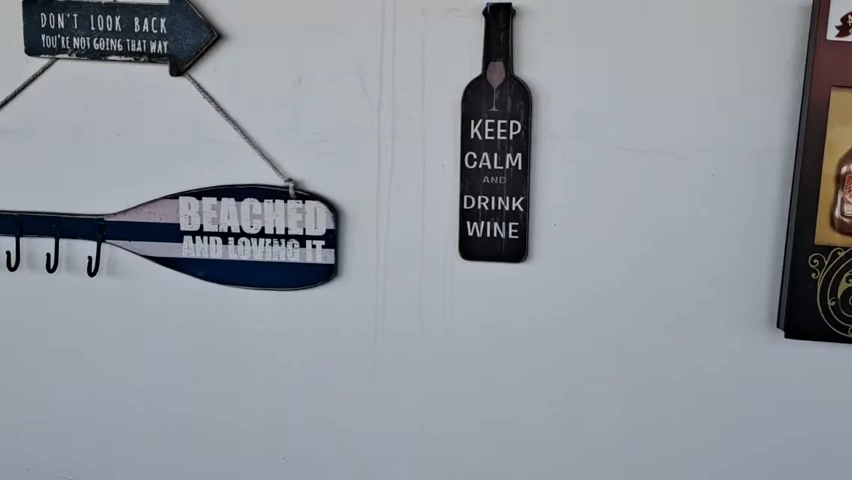 DON'T LOOK BACK
YOU'RE NOT GOING THAT WAY
BEACHED
AND LOVING IT.
KEEP
CALM
AND
DRINK
WINE